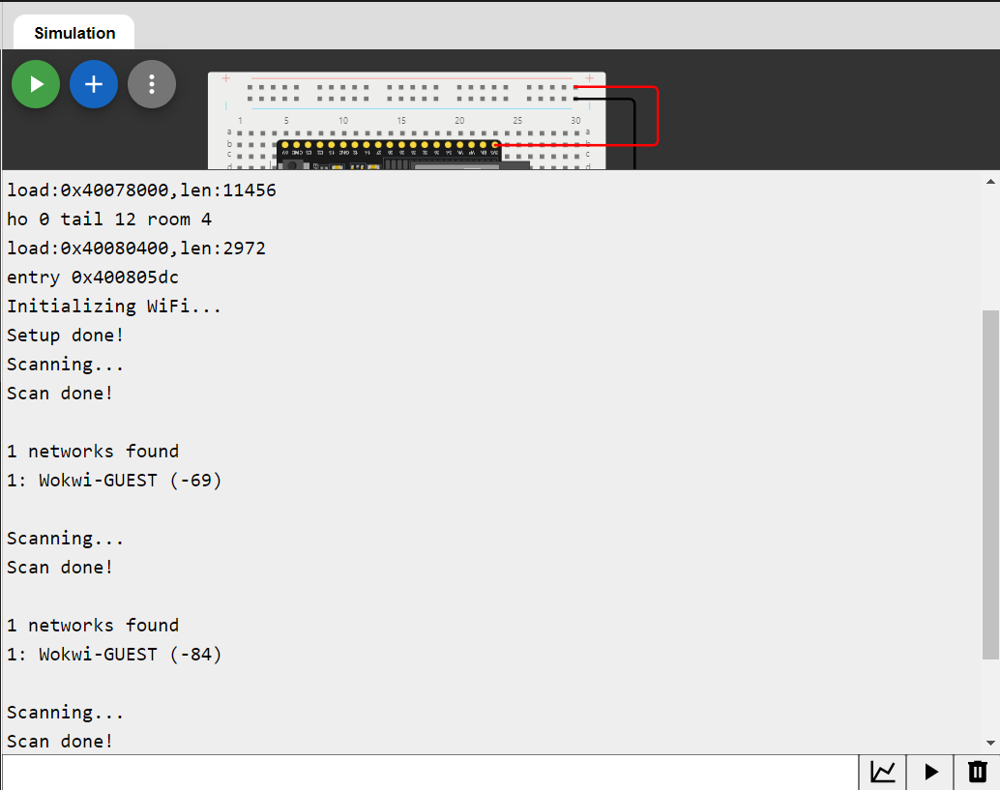 Simulation
1 5 10 15 20 25 30
a a
b b
c c
d d
load:0x40078000,len:11456
ho 0 tail 12 room 4
load:0x40080400,len:2972
entry 0x400805dc
Initializing WiFi...
Setup done!
Scanning...
Scan done!
1 networks found
1: Wokwi-GUEST (-69)
Scanning...
Scan done!
1 networks found
1: Wokwi-GUEST (-84)
Scanning...
Scan done!